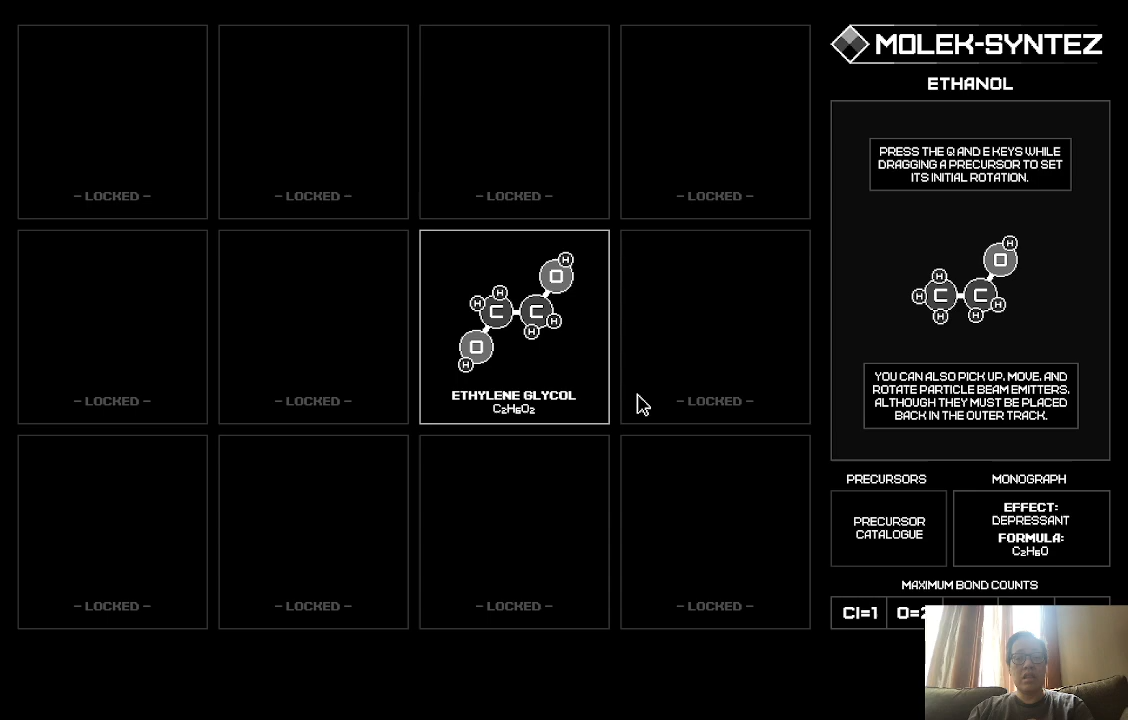 MOLEK-SYNTEZ
ETHANOL
PRESS THE Q AND E KEYS WHILE
DRAGGING A PRECURSOR TO SET
ITS INITIAL ROTATION.
H
O
H
H
C
C
H
H
H
YOU CAN ALSO PICK UP, MOVE, AND
ROTATE PARTICLE BEAM EMITTERS,
ALTHOUGH THEY MUST BE PLACED
BACK IN THE OUTER TRACK.
PRECURSORS
MONOGRAPH
PRECURSOR
CATALOGUE
EFFECT:
DEPRESSANT
FORMULA:
C₂H₆O
MAXIMUM BOND COUNTS
Cl=1
O=2
- LOCKED -
- LOCKED -
- LOCKED -
- LOCKED -
- LOCKED -
- LOCKED -
H
O
H
H
C
C
H
H
O
H
ETHYLENE GLYCOL
C₂H₆O₂
- LOCKED -
- LOCKED -
- LOCKED -
- LOCKED -
- LOCKED -